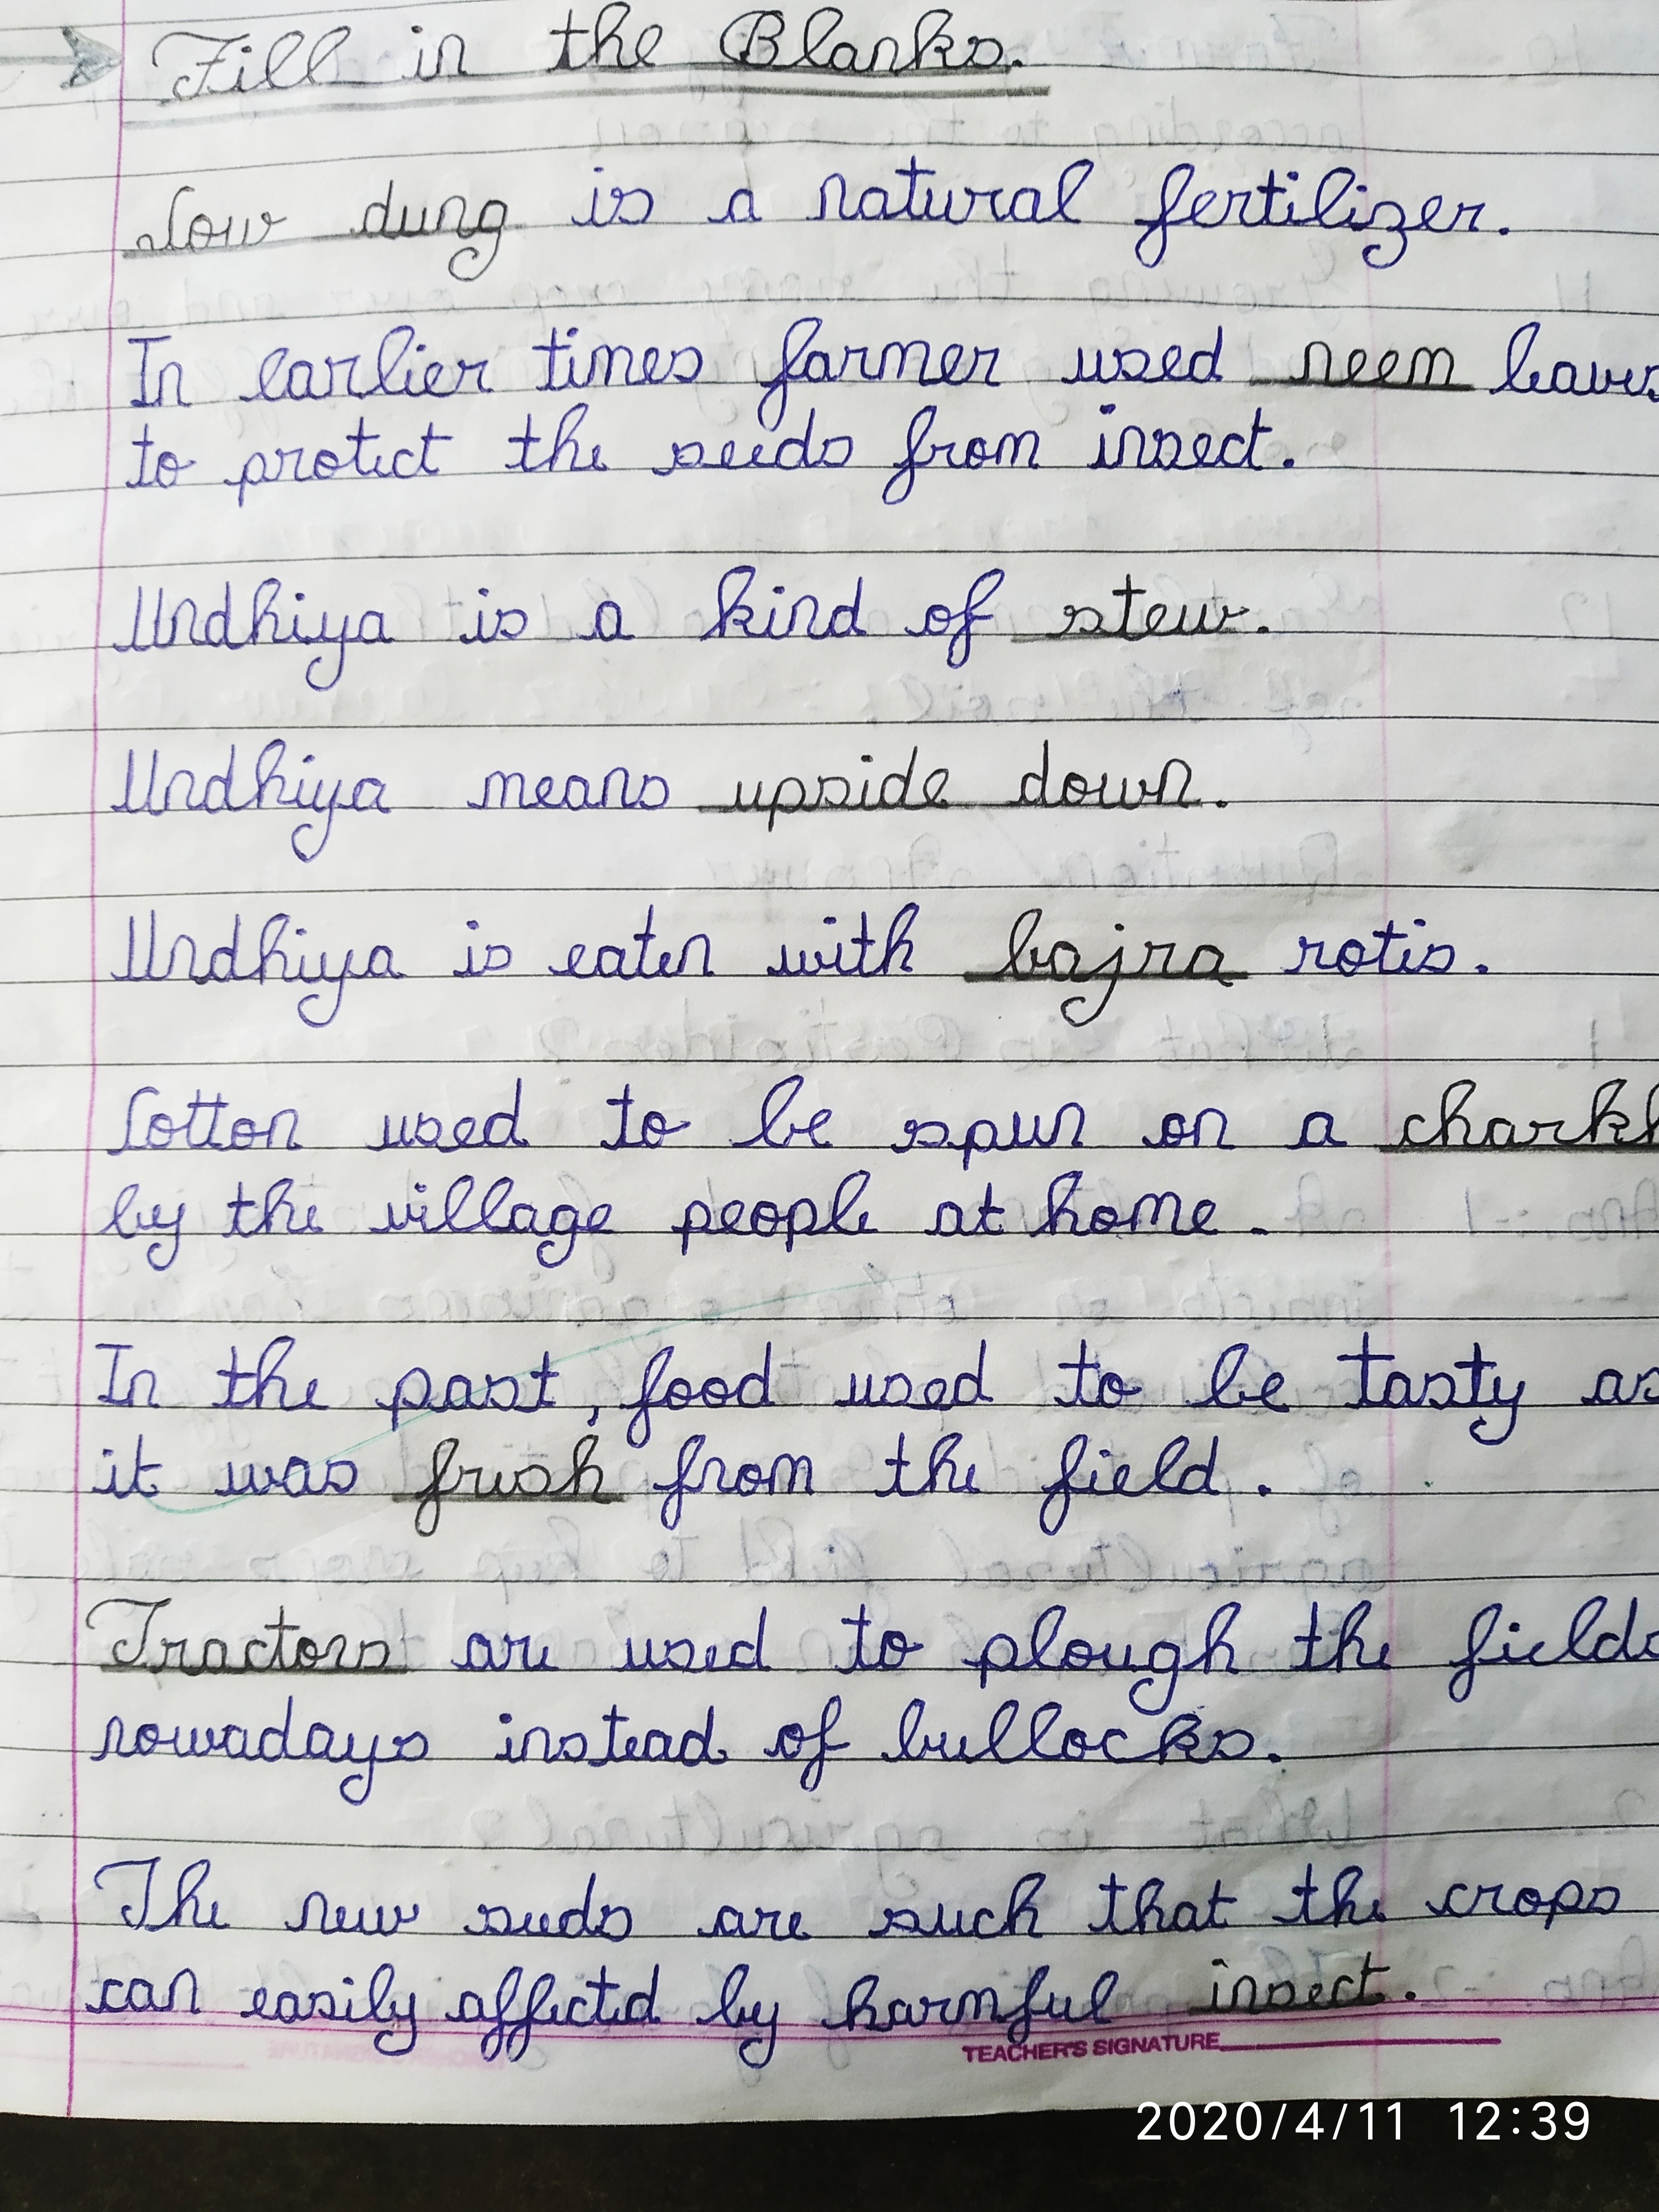 Fill in the Blanks.
Cow dung is a natural fertilizer.
In earlier times farmer used neem leaves
to protect the seeds from insect.
Undhiya is a kind of stew.
Undhiya means upside down.
Undhiya is eaten with bajra rotis.
Cotton used to be spun on a charkh
by the village people at home.
In the past, food used to be tasty as
it was fresh from the field.
Tractors are used to plough the fields
nowadays instead of bullocks.
The new seeds are such that the crops
can easily affected by harmful insect.
TEACHER'S SIGNATURE
2020/4/11 12:39